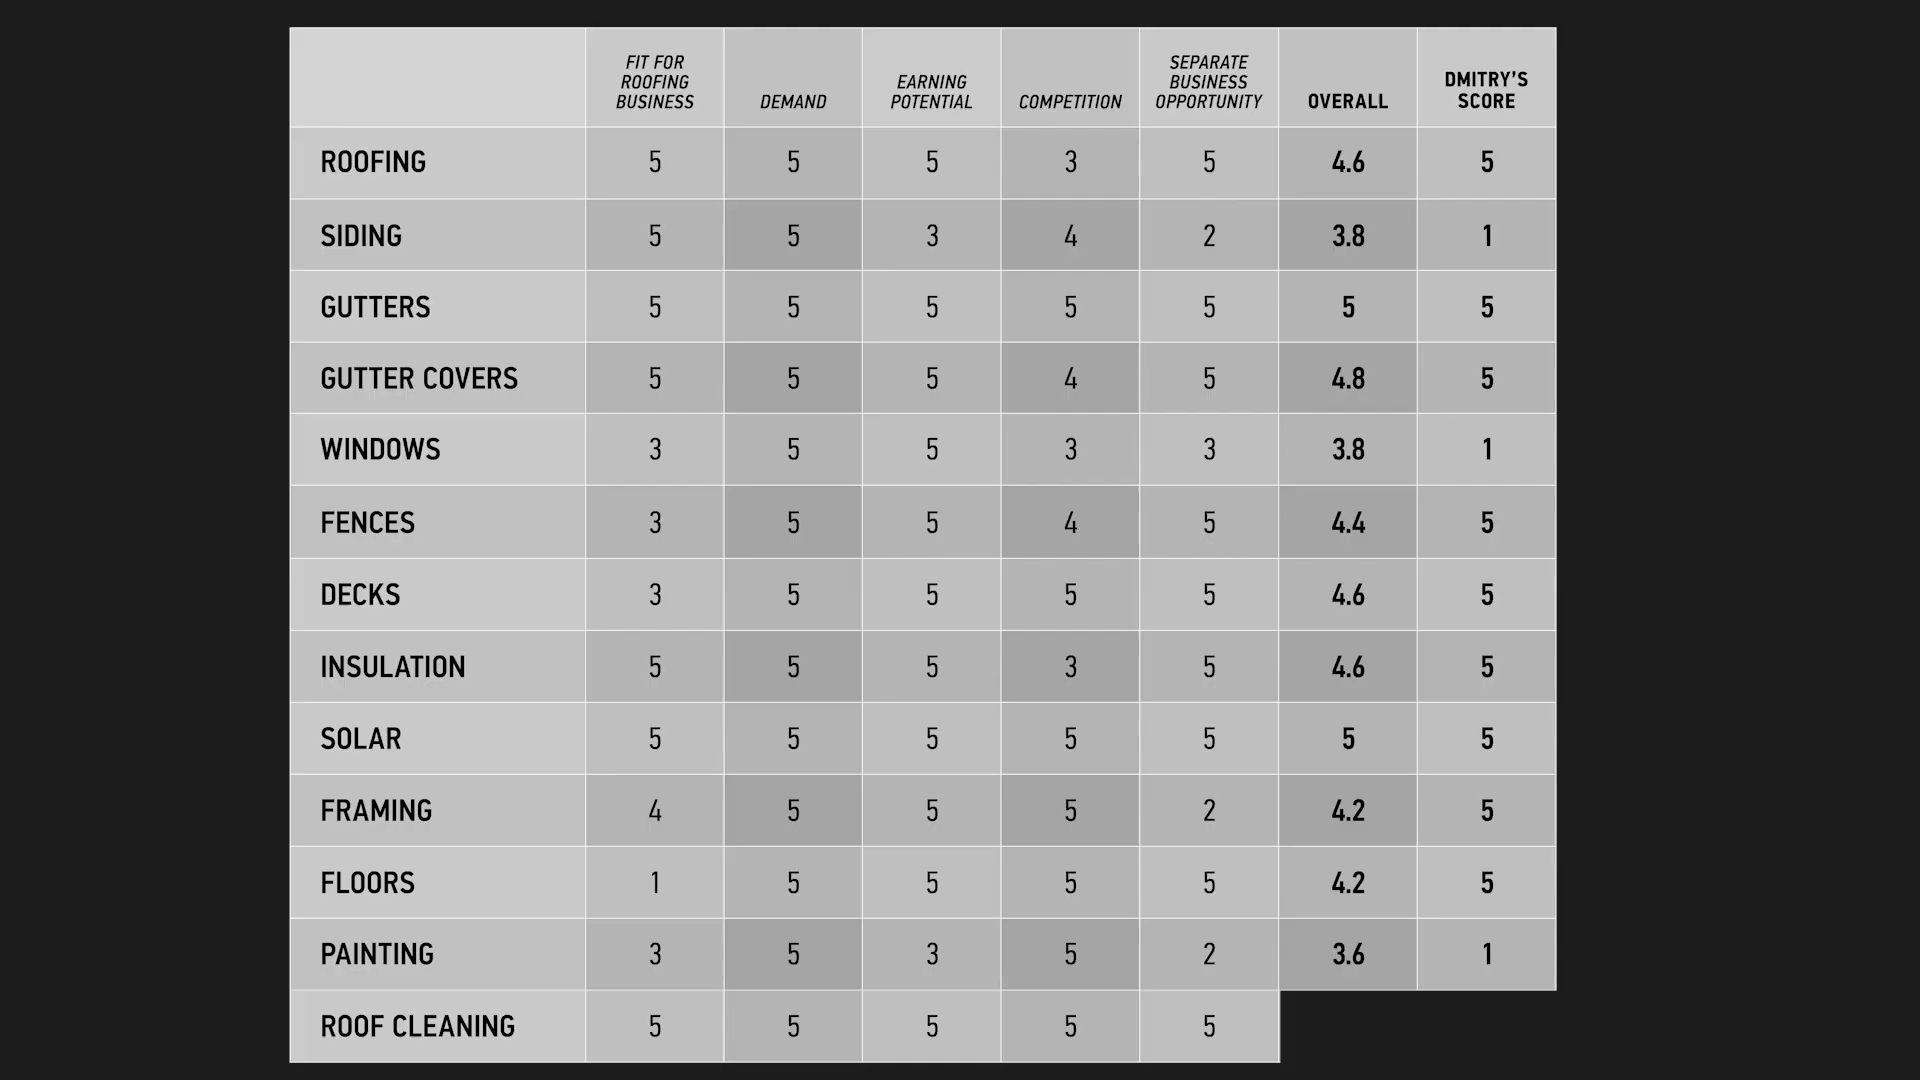 FIT FOR ROOFING BUSINESS DEMAND EARNING POTENTIAL COMPETITION SEPARATE BUSINESS OPPORTUNITY OVERALL DMITRY'S SCORE
ROOFING 5 5 5 3 5 4.6 5
SIDING 5 5 3 4 2 3.8 1
GUTTERS 5 5 5 5 5 5 5
GUTTER COVERS 5 5 5 4 5 4.8 5
WINDOWS 3 5 5 3 3 3.8 1
FENCES 3 5 5 4 5 4.4 5
DECKS 3 5 5 5 5 4.6 5
INSULATION 5 5 5 3 5 4.6 5
SOLAR 5 5 5 5 5 5 5
FRAMING 4 5 5 5 2 4.2 5
FLOORS 1 5 5 5 5 4.2 5
PAINTING 3 5 3 5 2 3.6 1
ROOF CLEANING 5 5 5 5 5